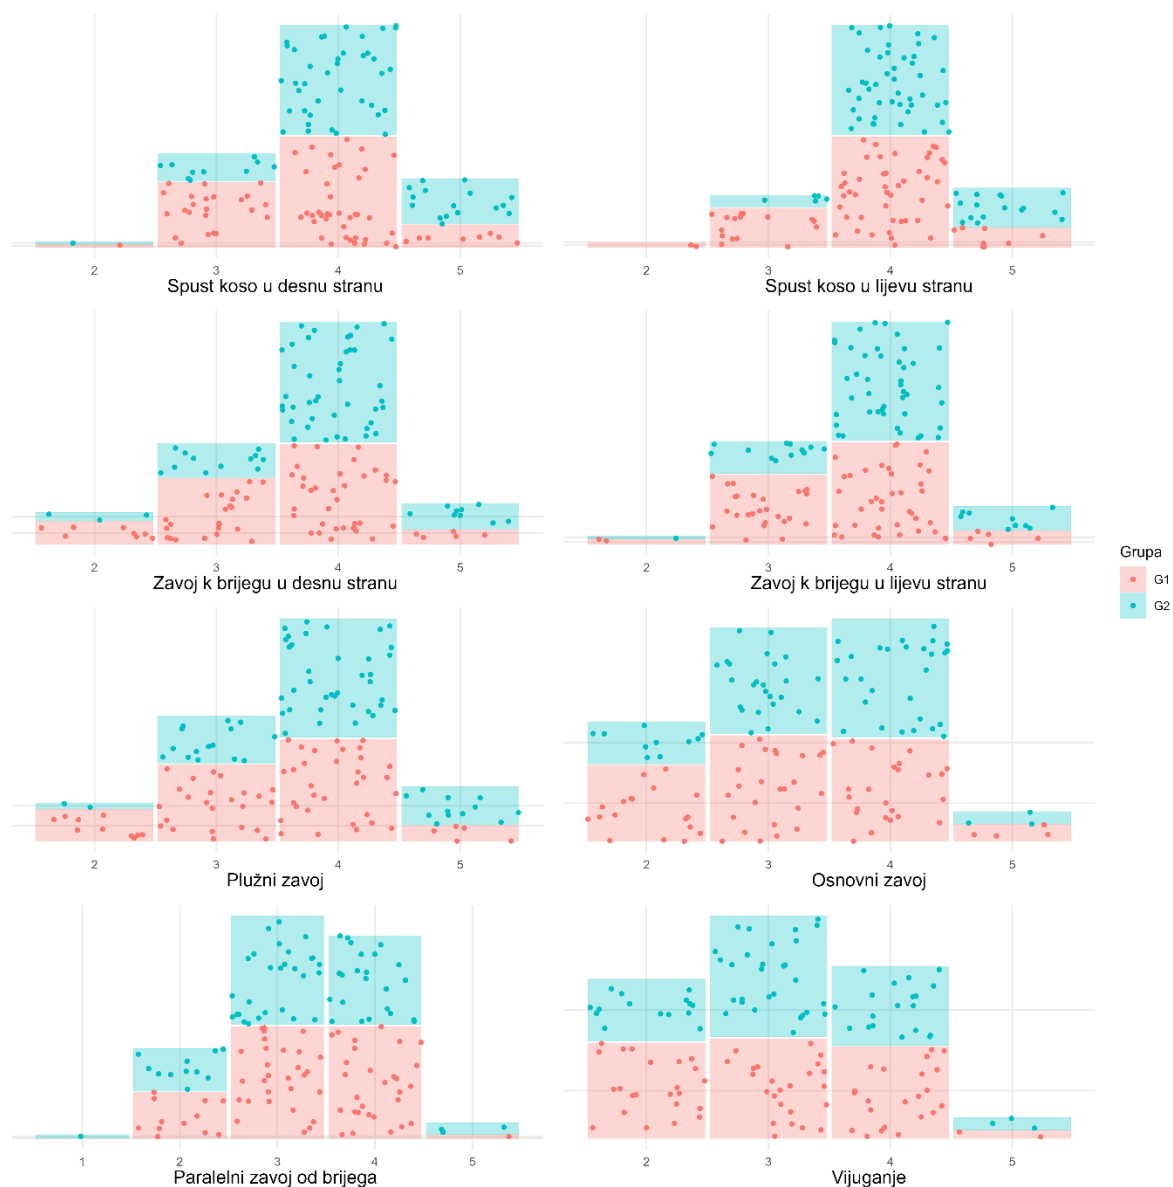 2 3 4 5
Spust koso u desnu stranu
2 3 4 5
Spust koso u lijevu stranu
2 3 4 5
Zavoj k brijegu u desnu stranu
2 3 4 5
Zavoj k brijegu u lijevu stranu
Grupa
G1
G2
2 3 4 5
Plužni zavoj
2 3 4 5
Osnovni zavoj
1 2 3 4 5
Paralelni zavoj od brijega
2 3 4 5
Vijuganje